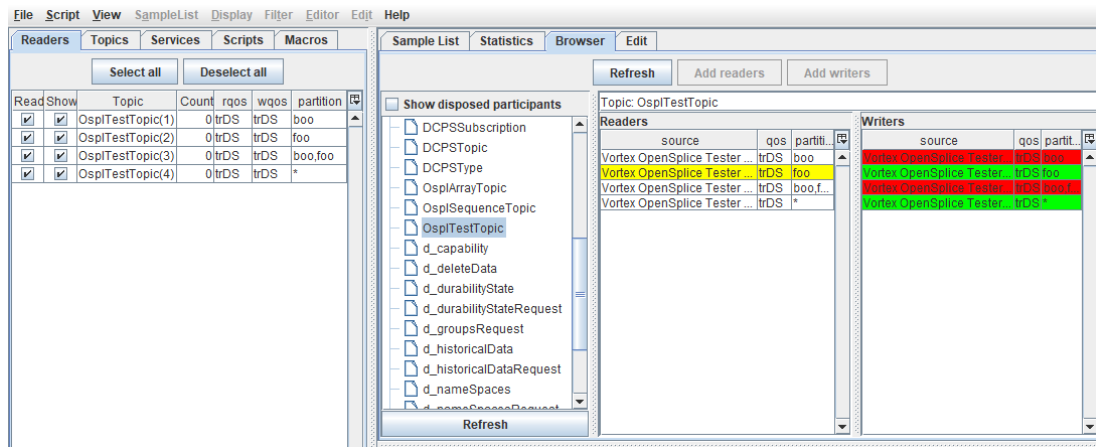 File Script View SampleList Display Filter Editor Edit Help
Readers Topics Services Scripts Macros
Select all Deselect all
Read Show Topic Count rqos wqos partition
OsplTestTopic(1) 0 trDS trDS boo
OsplTestTopic(2) 0 trDS trDS foo
OsplTestTopic(3) 0 trDS trDS boo,foo
OsplTestTopic(4) 0 trDS trDS *
Sample List Statistics Browser Edit
Refresh Add readers Add writers
Show disposed participants
DCPSSubscription
DCPSTopic
DCPSType
OsplArrayTopic
OsplSequenceTopic
OsplTestTopic
d_capability
d_deleteData
d_durabilityState
d_durabilityStateRequest
d_groupsRequest
d_historicalData
d_historicalDataRequest
d_nameSpaces
d_nameSpacesRequest
Refresh
Topic: OsplTestTopic
Readers
source qos partiti...
Vortex OpenSplice Tester ... trDS boo
Vortex OpenSplice Tester ... trDS foo
Vortex OpenSplice Tester ... trDS boo,f...
Vortex OpenSplice Tester ... trDS *
Writers
source qos partit...
Vortex OpenSplice Tester... trDS boo
Vortex OpenSplice Tester... trDS foo
Vortex OpenSplice Tester... trDS boo,f...
Vortex OpenSplice Tester... trDS *